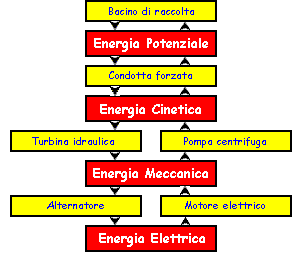 Bacino di raccolta
Energia Potenziale
Condotta forzata
Energia Cinetica
Turbina idraulica
Pompa centrifuga
Energia Meccanica
Alternatore
Motore elettrico
Energia Elettrica